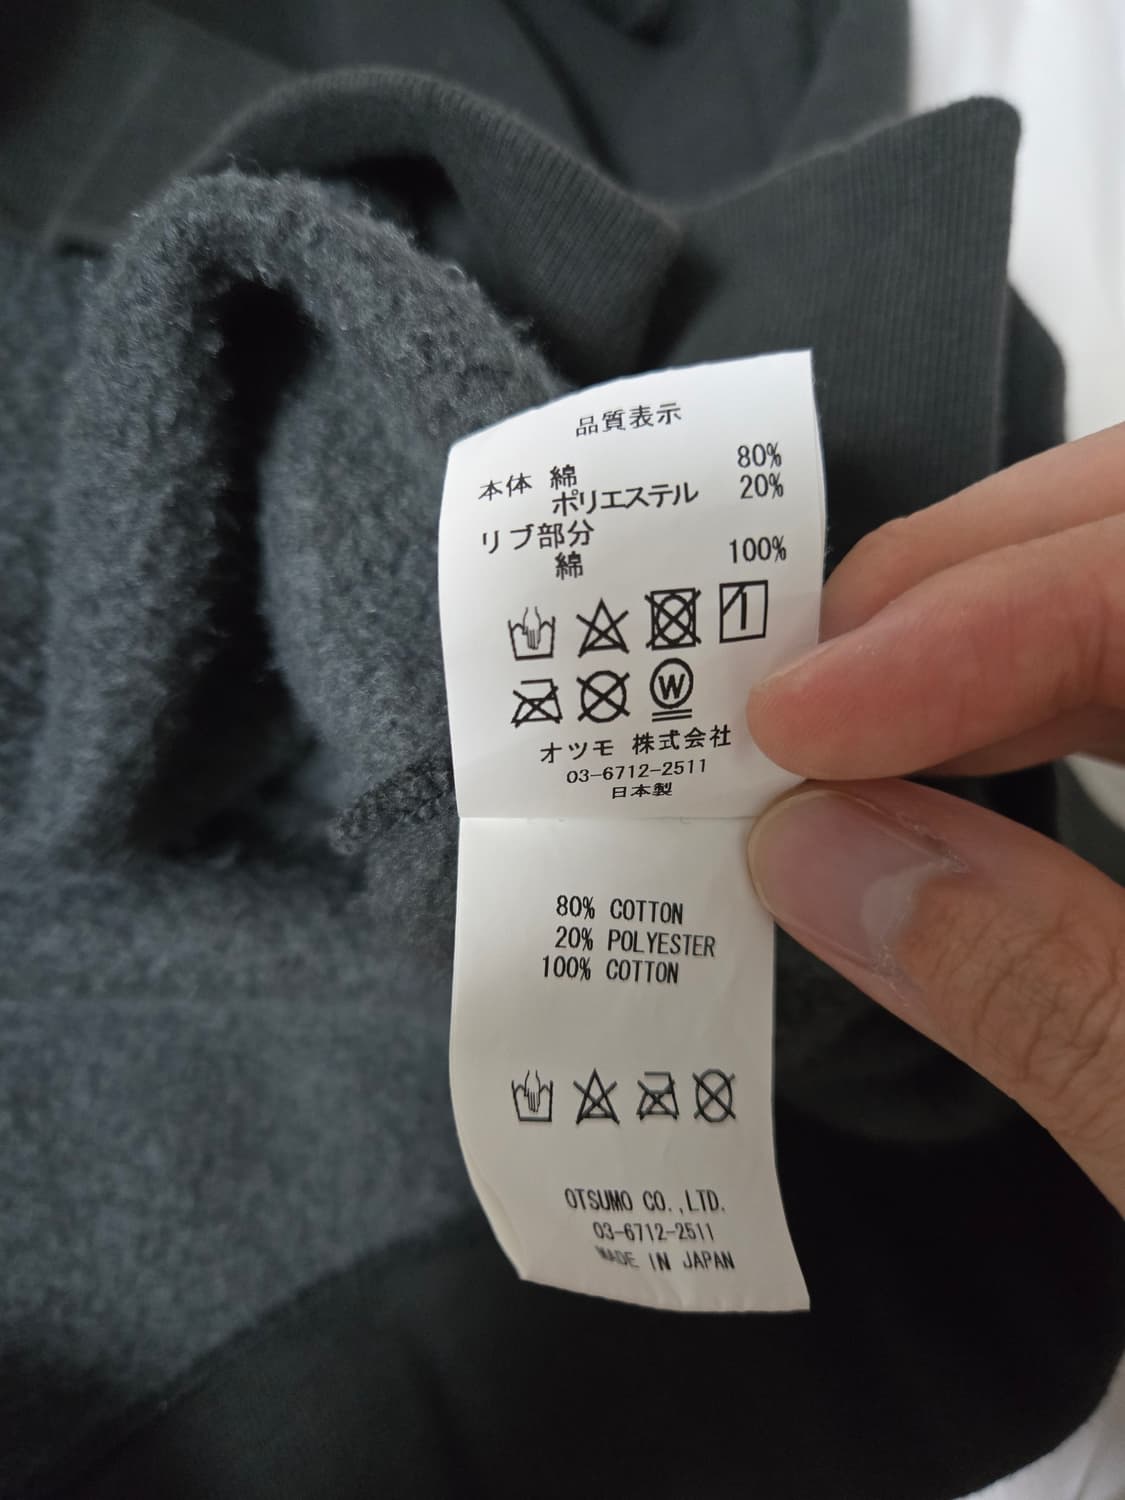 品質表示
本体 綿 80%
ポリエステル 20%
リブ部分
綿 100%
W
オツモ 株式会社
03-6712-2511
日本製
80% COTTON
20% POLYESTER
100% COTTON
OTSUMO CO.,LTD.
03-6712-2511
MADE IN JAPAN